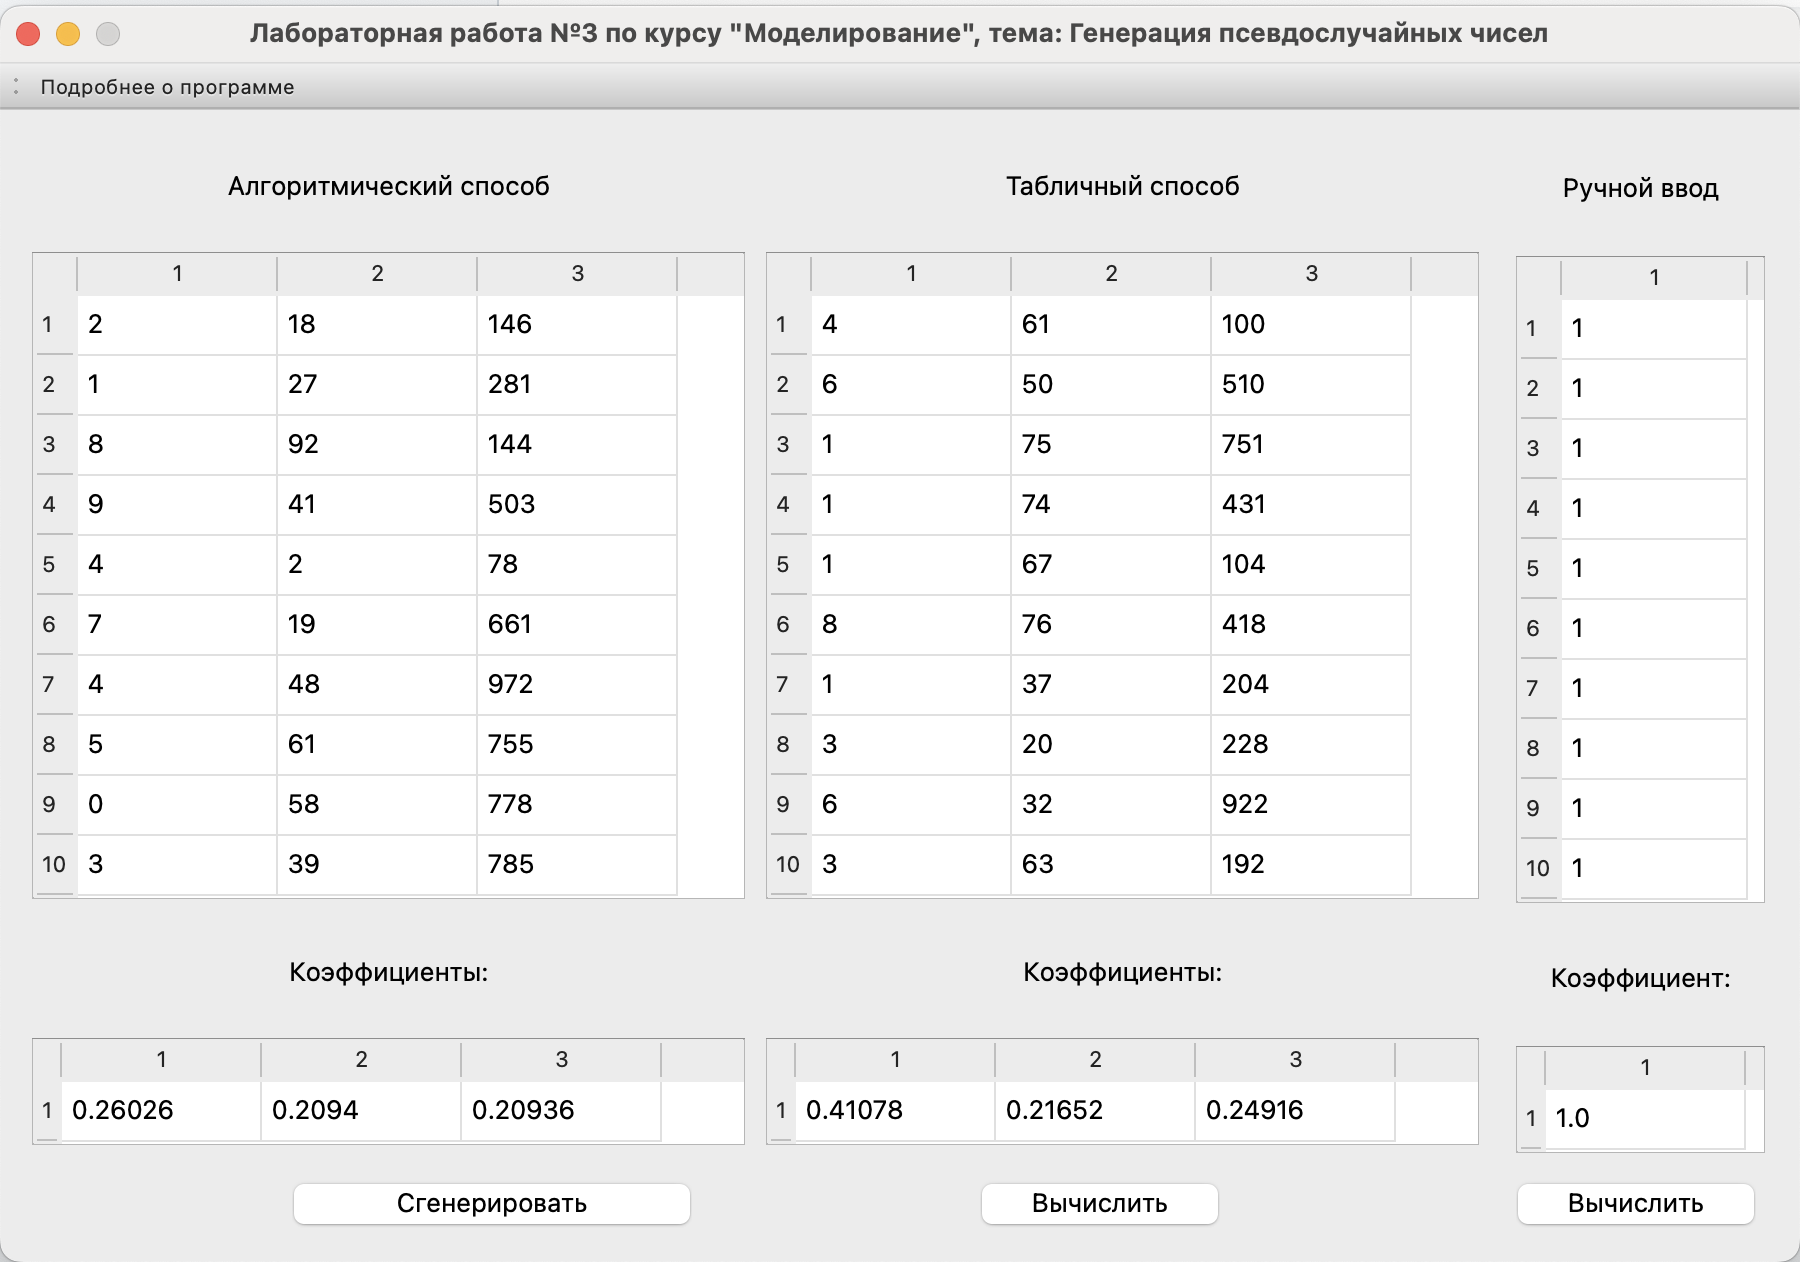 Лабораторная работа №3 по курсу "Моделирование", тема: Генерация псевдослучайных чисел
Подробнее о программе
Алгоритмический способ
1 2 3
1 2 18 146
2 1 27 281
3 8 92 144
4 9 41 503
5 4 2 78
6 7 19 661
7 4 48 972
8 5 61 755
9 0 58 778
10 3 39 785
Коэффициенты:
1 2 3
1 0.26026 0.2094 0.20936
Сгенерировать
Табличный способ
1 2 3
1 4 61 100
2 6 50 510
3 1 75 751
4 1 74 431
5 1 67 104
6 8 76 418
7 1 37 204
8 3 20 228
9 6 32 922
10 3 63 192
Коэффициенты:
1 2 3
1 0.41078 0.21652 0.24916
Вычислить
Ручной ввод
1
1 1
2 1
3 1
4 1
5 1
6 1
7 1
8 1
9 1
10 1
Коэффициент:
1
1 1.0
Вычислить